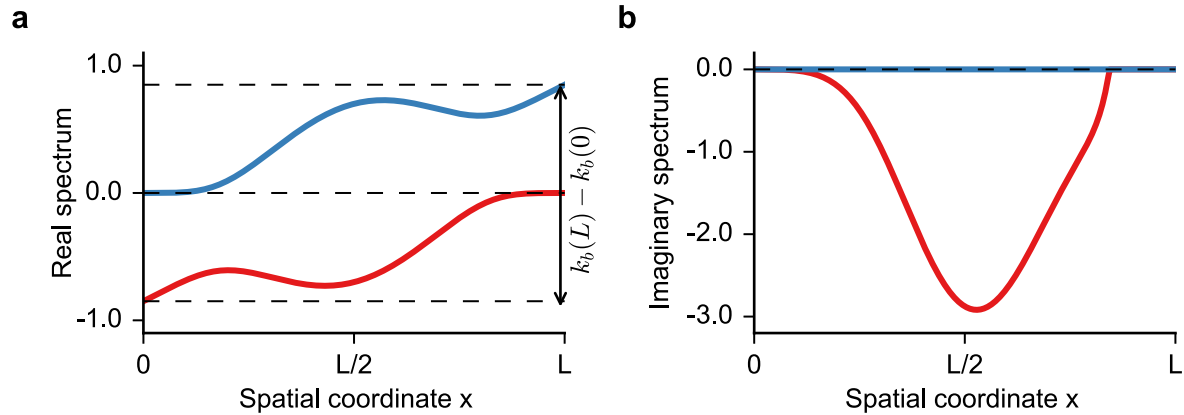 a
1.0
0.0
-1.0
Real spectrum
k_b(L) − k_b(0)
0
L/2
L
Spatial coordinate x
b
0.0
-1.0
-2.0
-3.0
Imaginary spectrum
0
L/2
L
Spatial coordinate x